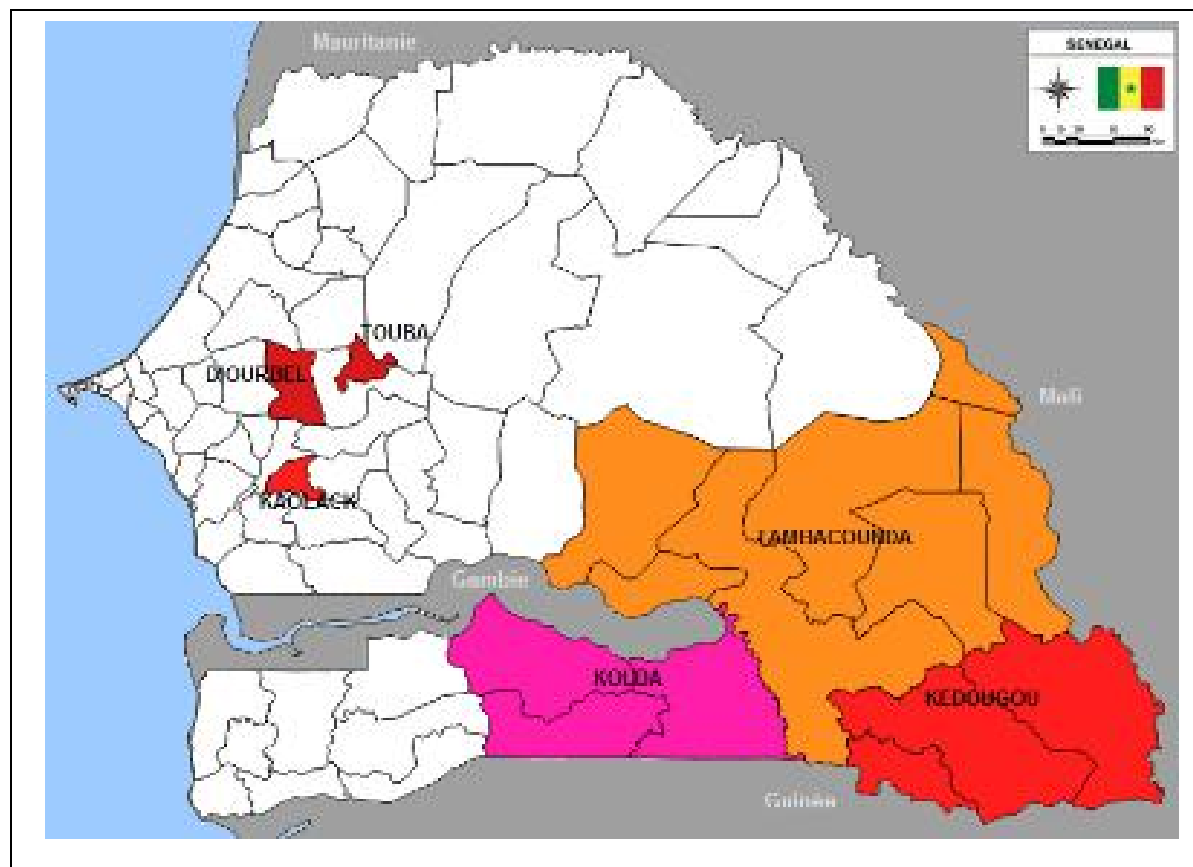 Mauritanie
SENEGAL
TOUBA
DIOURBEL
Mali
KAOLACK
TAMBACOUNDA
Gambie
KOLDA
KEDOUGOU
Guinée